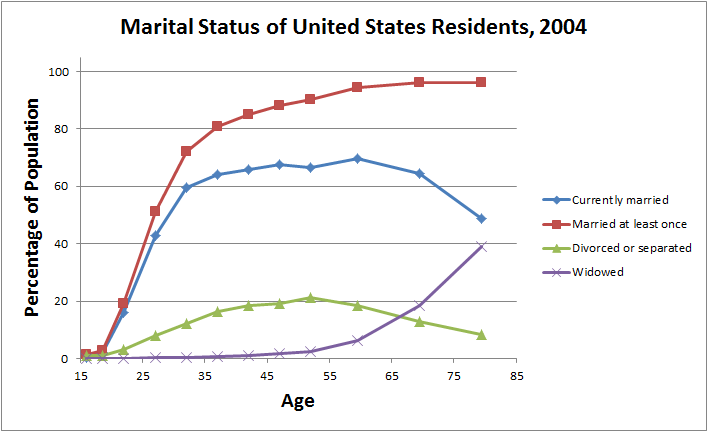 Marital Status of United States Residents, 2004
Percentage of Population
100
80
60
40
20
0
15 25 35 45 55 65 75 85
Age
Currently married
Married at least once
Divorced or separated
Widowed